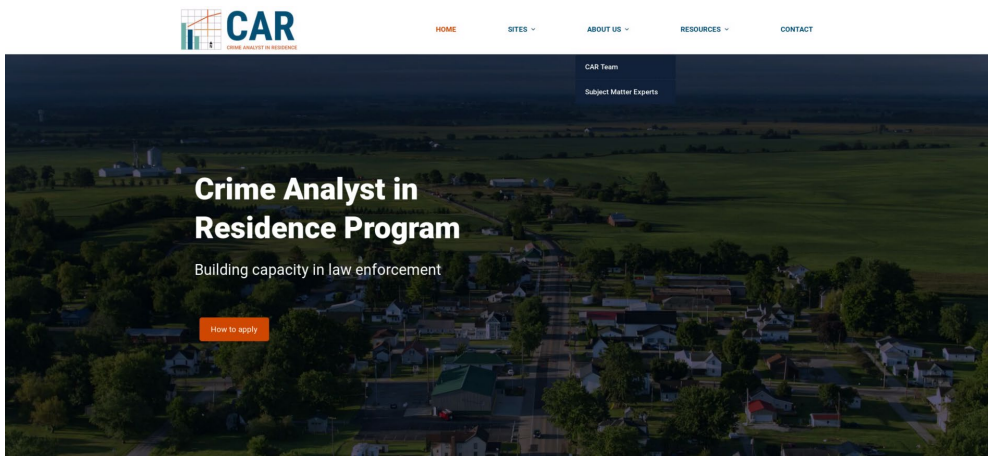 CAR
CRIME ANALYST IN RESIDENCE
HOME
SITES
ABOUT US
RESOURCES
CONTACT
CAR Team
Subject Matter Experts
Crime Analyst in
Residence Program
Building capacity in law enforcement
How to apply